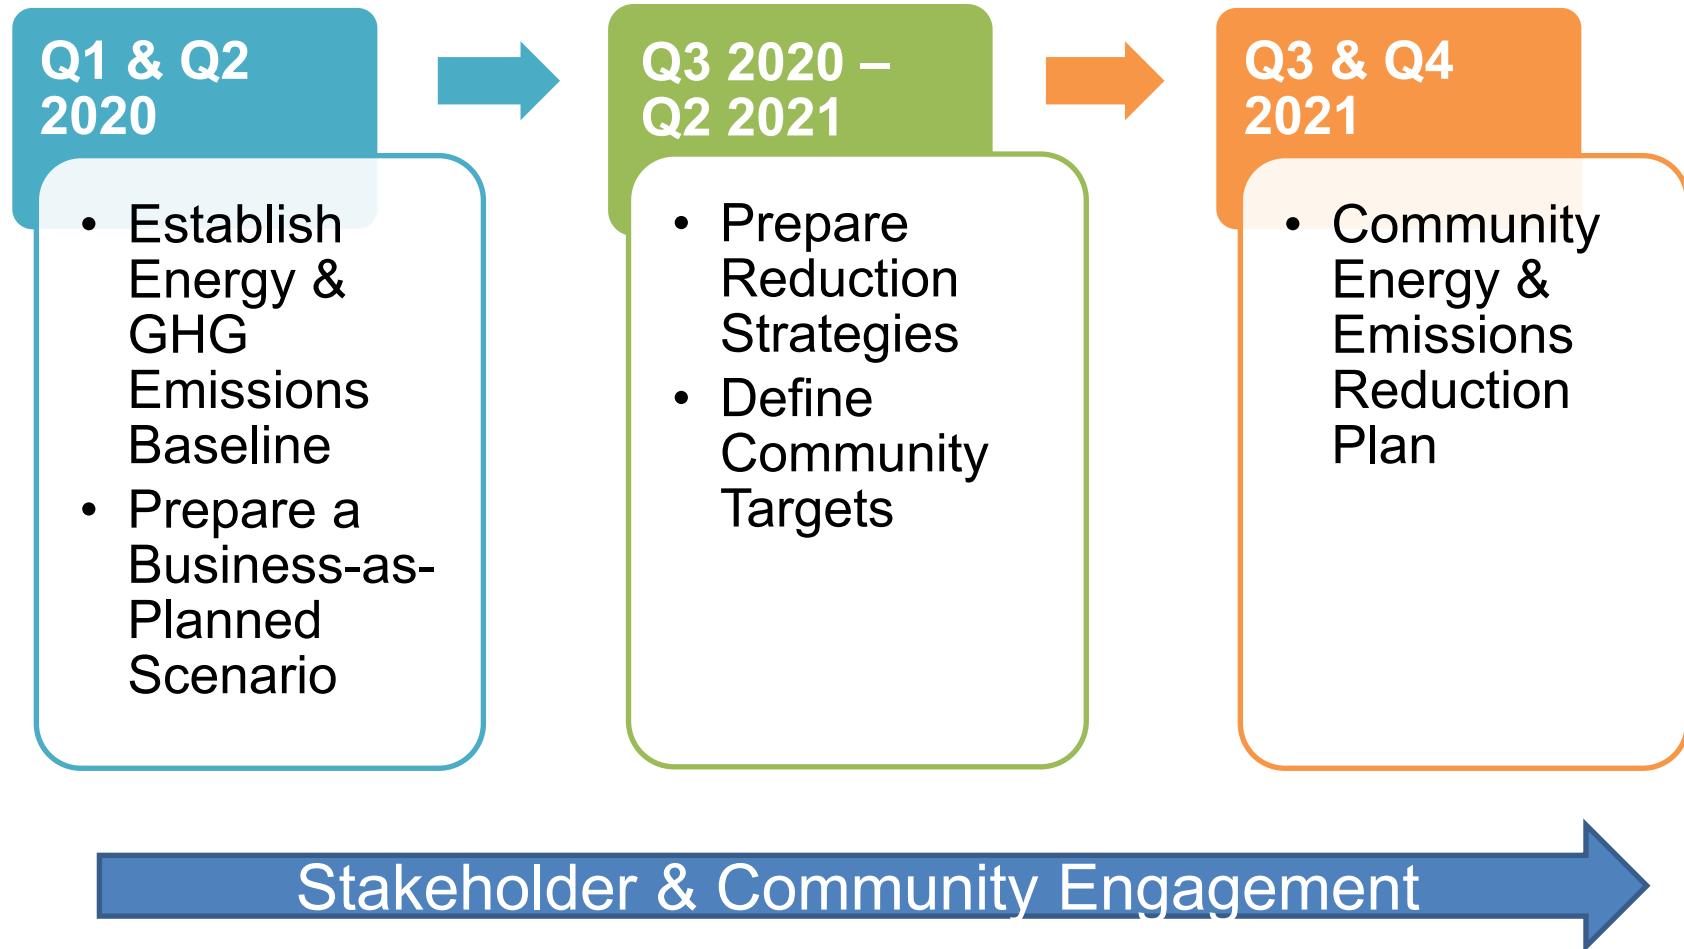 Q1 & Q2
2020
• Establish
Energy &
GHG
Emissions
Baseline
• Prepare a
Business-as-
Planned
Scenario
Q3 2020 –
Q2 2021
• Prepare
Reduction
Strategies
• Define
Community
Targets
Q3 & Q4
2021
• Community
Energy &
Emissions
Reduction
Plan
Stakeholder & Community Engagement